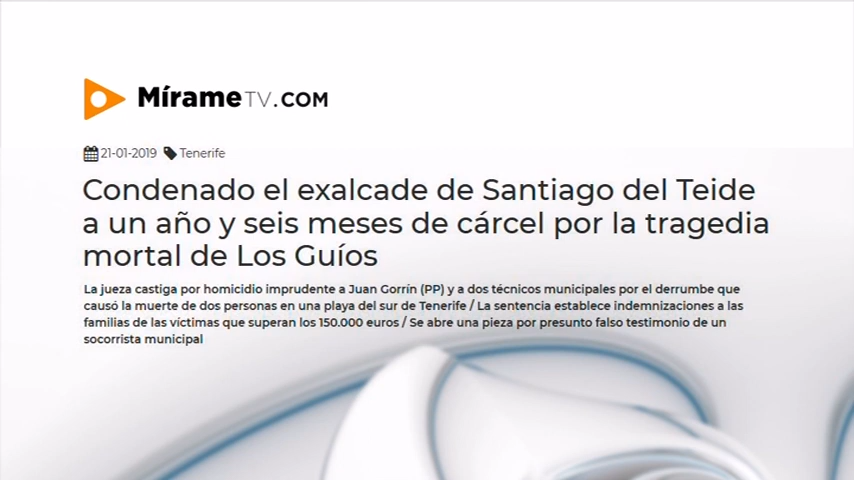 MírameTV.COM
21-01-2019 Tenerife
Condenado el exalcade de Santiago del Teide
a un año y seis meses de cárcel por la tragedia
mortal de Los Guíos
La jueza castiga por homicidio imprudente a Juan Gorrín (PP) y a dos técnicos municipales por el derrumbe que
causó la muerte de dos personas en una playa del sur de Tenerife / La sentencia establece indemnizaciones a las
familias de las víctimas que superan los 150.000 euros / Se abre una pieza por presunto falso testimonio de un
socorrista municipal